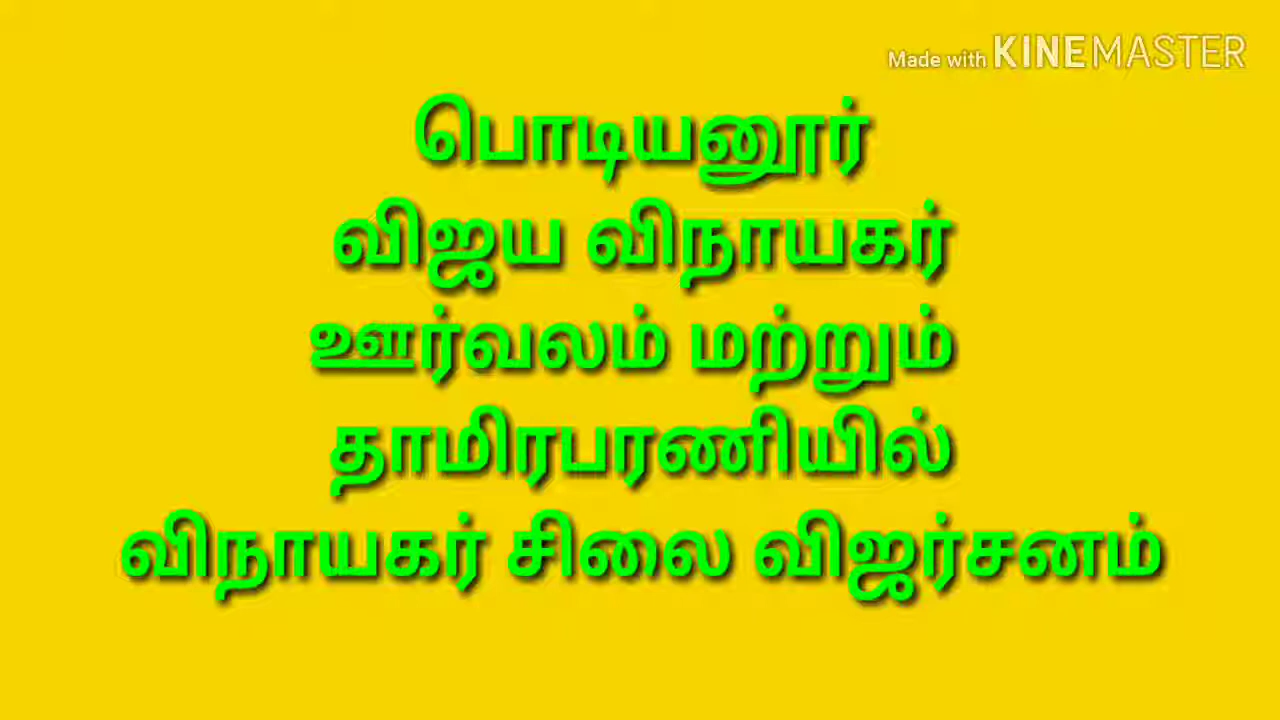 Made with KINEMASTER
பொடியனூர்
விஜய விநாயகர்
ஊர்வலம் மற்றும்
தாமிரபரணியில்
விநாயகர் சிலை விஜர்சனம்